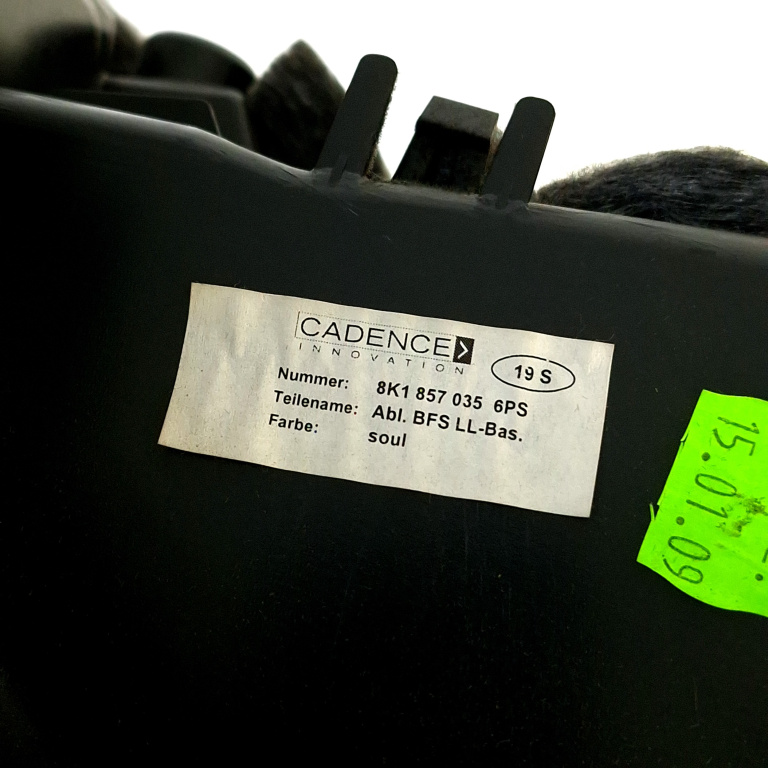 CADENCE
INNOVATION
19 S
Nummer: 8K1 857 035 6PS
Teilename: Abl. BFS LL-Bas.
Farbe: soul
15.01.09